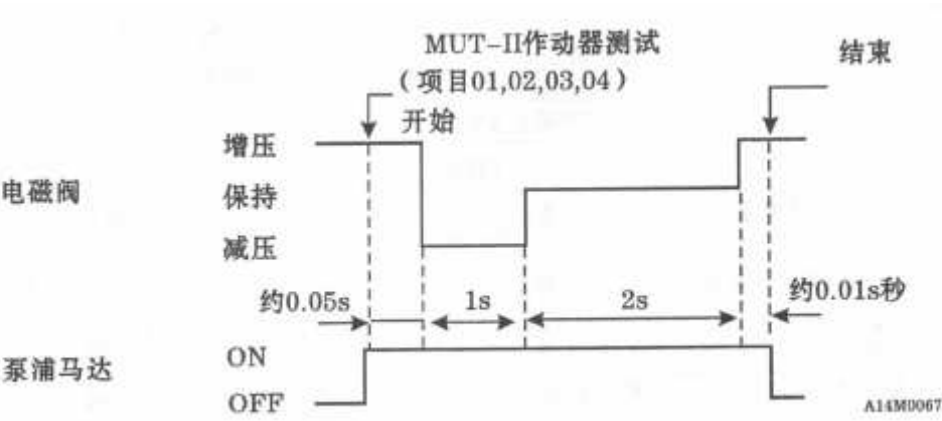 MUT-II作动器测试
(项目01,02,03,04)
开始
结束
电磁阀
增压
保持
减压
约0.05s
1s
2s
约0.01s秒
泵浦马达
ON
OFF
A14M0067